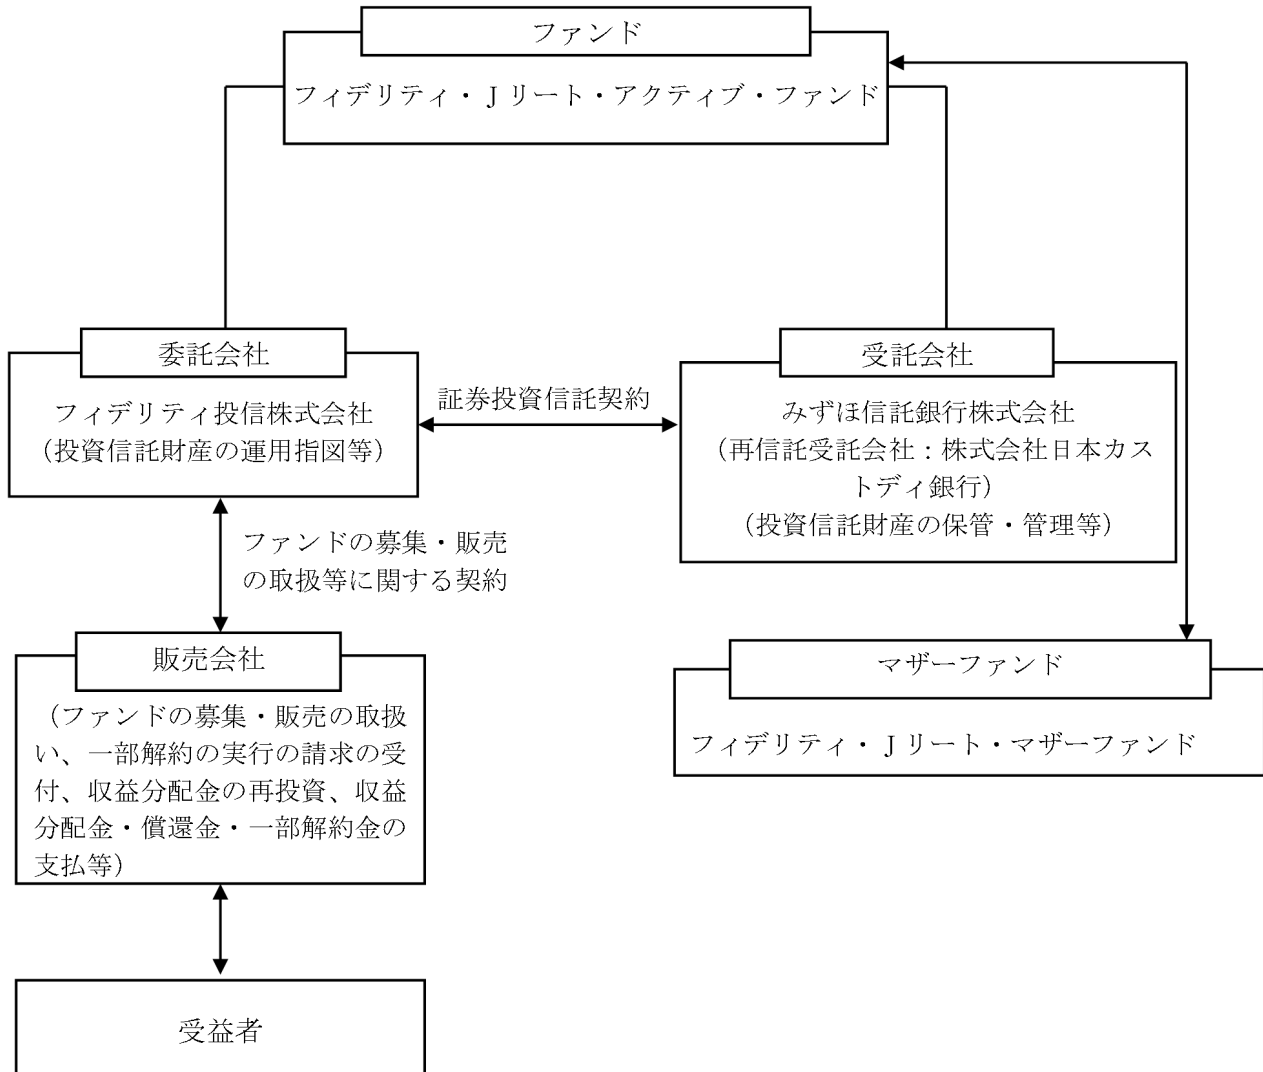 ファンド
フィデリティ・Jリート・アクティブ・ファンド
委託会社
フィデリティ投信株式会社
（投資信託財産の運用指図等）
証券投資信託契約
受託会社
みずほ信託銀行株式会社
（再信託受託会社：株式会社日本カス
トディ銀行）
（投資信託財産の保管・管理等）
ファンドの募集・販売
の取扱等に関する契約
販売会社
（ファンドの募集・販売の取扱
い、一部解約の実行の請求の受
付、収益分配金の再投資、収益
分配金・償還金・一部解約金の
支払等）
マザーファンド
フィデリティ・Jリート・マザーファンド
受益者